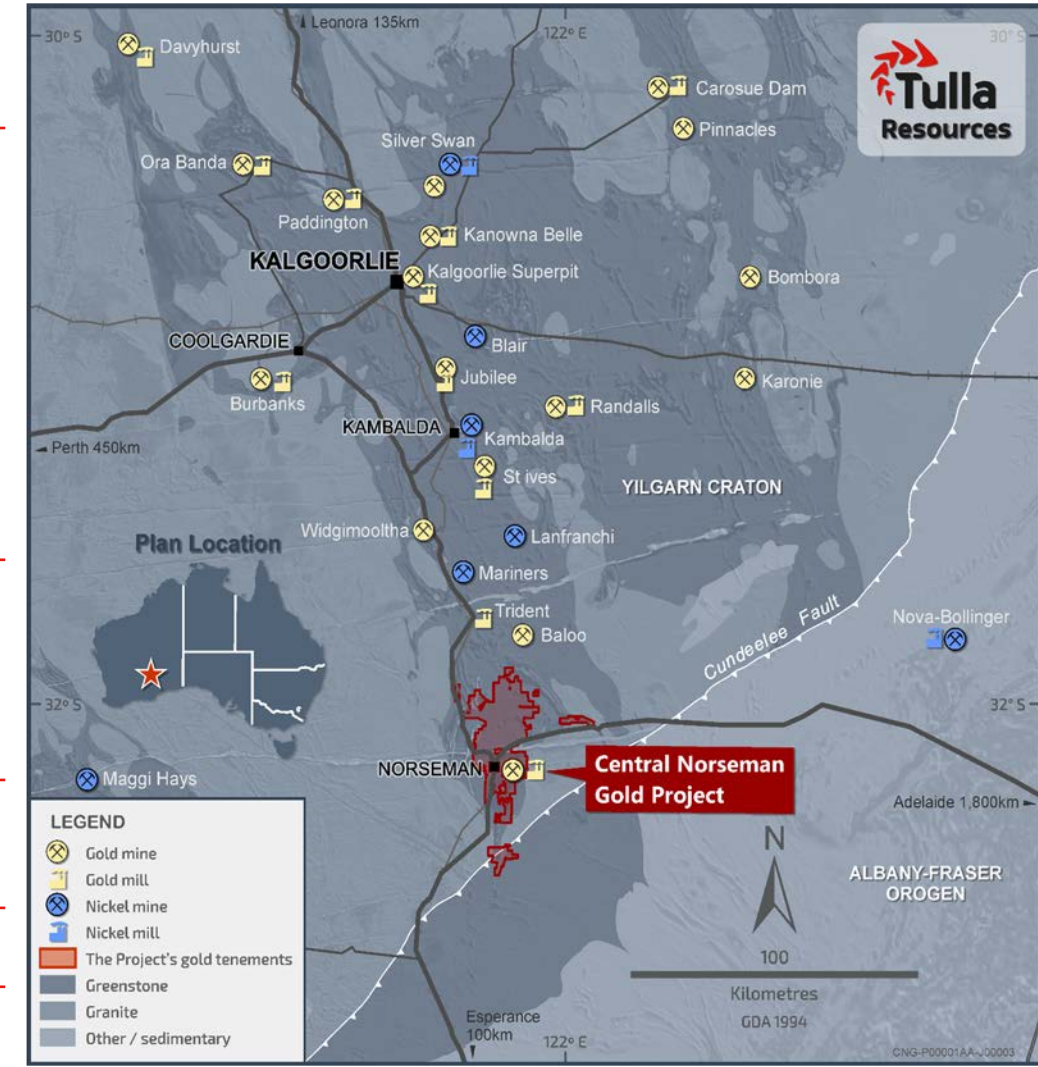 Leonora 135km
30° S
122° E
30° S
Davyhurst
Tulla
Resources
Carosue Dam
Pinnacles
Silver Swan
Ora Banda
Paddington
Kanowna Belle
KALGOORLIE
Kalgoorlie Superpit
Bombora
COOLGARDIE
Blair
Jubilee
Karonie
Burbanks
Randalls
KAMBALDA
Kambalda
Perth 450km
St ives
YILGARN CRATON
Widgimooltha
Lanfranchi
Plan Location
Mariners
Trident
Baloo
Cundeelee Fault
Nova-Bollinger
32° S
32° S
NORSEMAN
Central Norseman
Gold Project
Maggi Hays
Adelaide 1,800km
LEGEND
Gold mine
Gold mill
Nickel mine
Nickel mill
The Project's gold tenements
Greenstone
Granite
Other / sedimentary
N
ALBANY-FRASER
OROGEN
100
Kilometres
GDA 1994
Esperance
100km
122° E
CNG-P00001AA-J00003